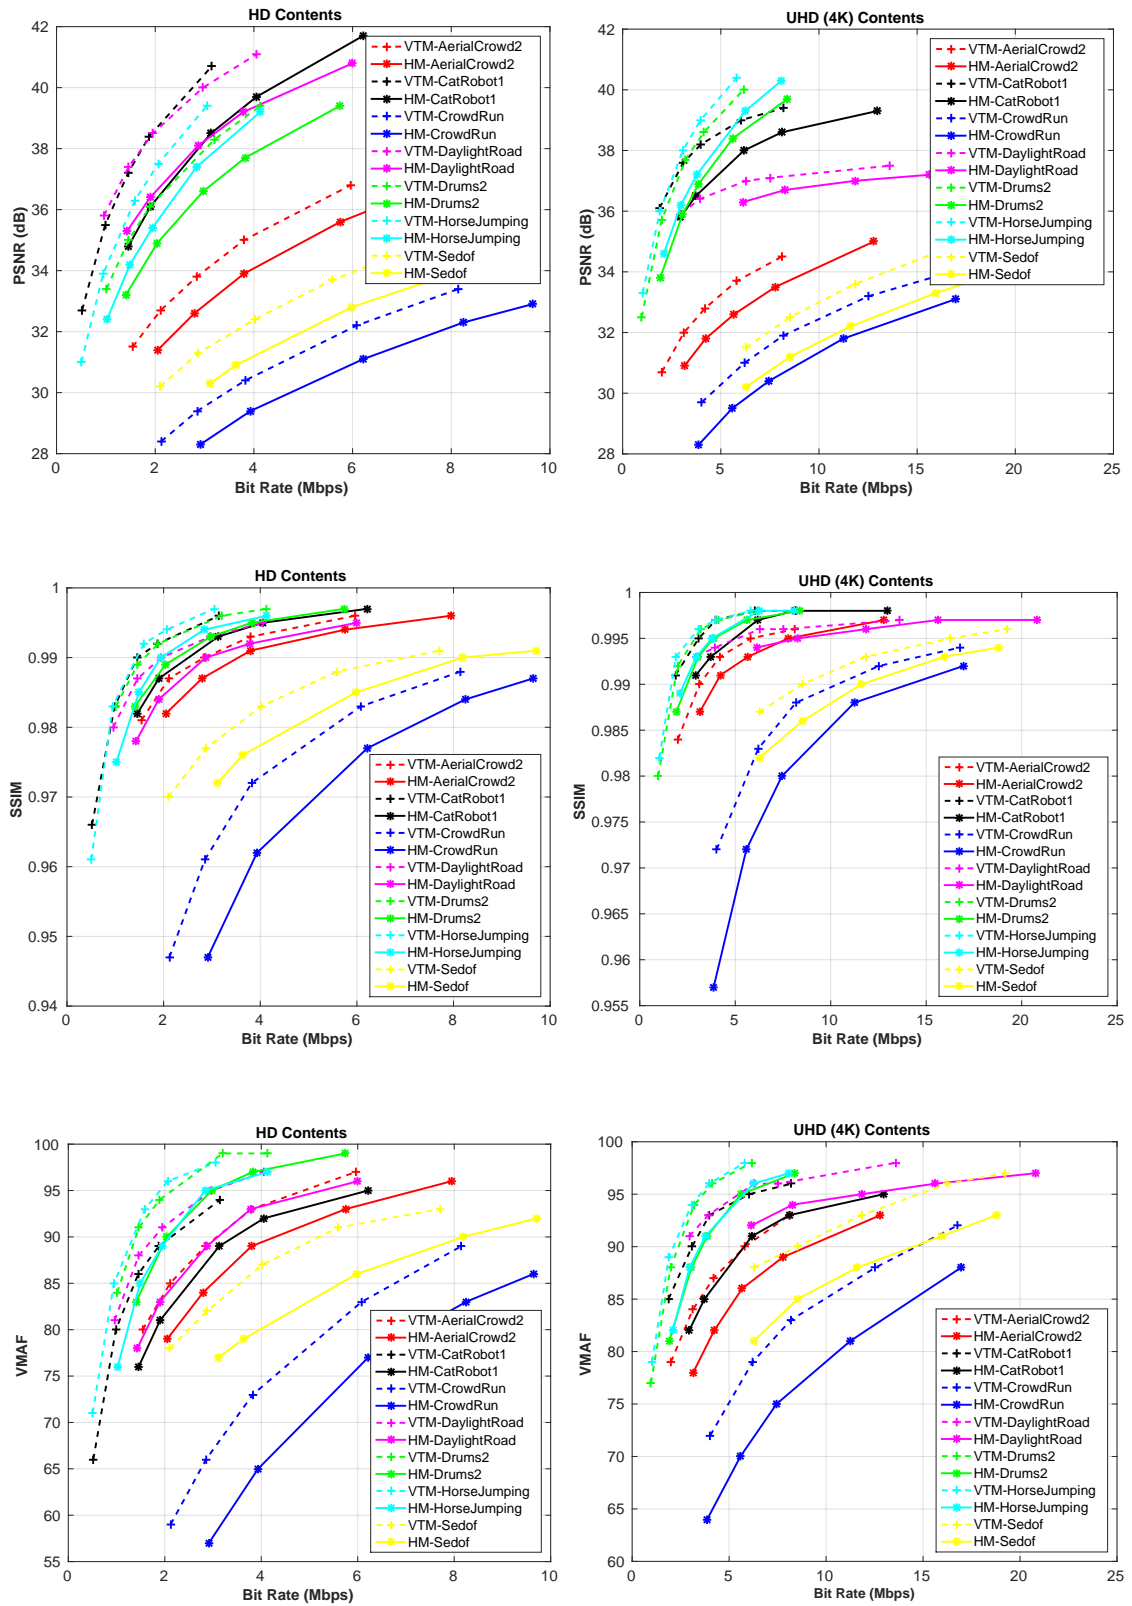 HD Contents
42
40
38
36
34
32
30
28
PSNR (dB)
0 2 4 6 8 10
Bit Rate (Mbps)
VTM-AerialCrowd2
HM-AerialCrowd2
VTM-CatRobot1
HM-CatRobot1
VTM-CrowdRun
HM-CrowdRun
VTM-DaylightRoad
HM-DaylightRoad
VTM-Drums2
HM-Drums2
VTM-HorseJumping
HM-HorseJumping
VTM-Sedof
HM-Sedof
UHD (4K) Contents
42
40
38
36
34
32
30
28
PSNR (dB)
0 5 10 15 20 25
Bit Rate (Mbps)
VTM-AerialCrowd2
HM-AerialCrowd2
VTM-CatRobot1
HM-CatRobot1
VTM-CrowdRun
HM-CrowdRun
VTM-DaylightRoad
HM-DaylightRoad
VTM-Drums2
HM-Drums2
VTM-HorseJumping
HM-HorseJumping
VTM-Sedof
HM-Sedof
HD Contents
1
0.99
0.98
0.97
0.96
0.95
0.94
SSIM
0 2 4 6 8 10
Bit Rate (Mbps)
VTM-AerialCrowd2
HM-AerialCrowd2
VTM-CatRobot1
HM-CatRobot1
VTM-CrowdRun
HM-CrowdRun
VTM-DaylightRoad
HM-DaylightRoad
VTM-Drums2
HM-Drums2
VTM-HorseJumping
HM-HorseJumping
VTM-Sedof
HM-Sedof
UHD (4K) Contents
1
0.995
0.99
0.985
0.98
0.975
0.97
0.965
0.96
0.955
SSIM
0 5 10 15 20 25
Bit Rate (Mbps)
VTM-AerialCrowd2
HM-AerialCrowd2
VTM-CatRobot1
HM-CatRobot1
VTM-CrowdRun
HM-CrowdRun
VTM-DaylightRoad
HM-DaylightRoad
VTM-Drums2
HM-Drums2
VTM-HorseJumping
HM-HorseJumping
VTM-Sedof
HM-Sedof
HD Contents
100
95
90
85
80
75
70
65
60
55
VMAF
0 2 4 6 8 10
Bit Rate (Mbps)
VTM-AerialCrowd2
HM-AerialCrowd2
VTM-CatRobot1
HM-CatRobot1
VTM-CrowdRun
HM-CrowdRun
VTM-DaylightRoad
HM-DaylightRoad
VTM-Drums2
HM-Drums2
VTM-HorseJumping
HM-HorseJumping
VTM-Sedof
HM-Sedof
UHD (4K) Contents
100
95
90
85
80
75
70
65
60
VMAF
0 5 10 15 20 25
Bit Rate (Mbps)
VTM-AerialCrowd2
HM-AerialCrowd2
VTM-CatRobot1
HM-CatRobot1
VTM-CrowdRun
HM-CrowdRun
VTM-DaylightRoad
HM-DaylightRoad
VTM-Drums2
HM-Drums2
VTM-HorseJumping
HM-HorseJumping
VTM-Sedof
HM-Sedof